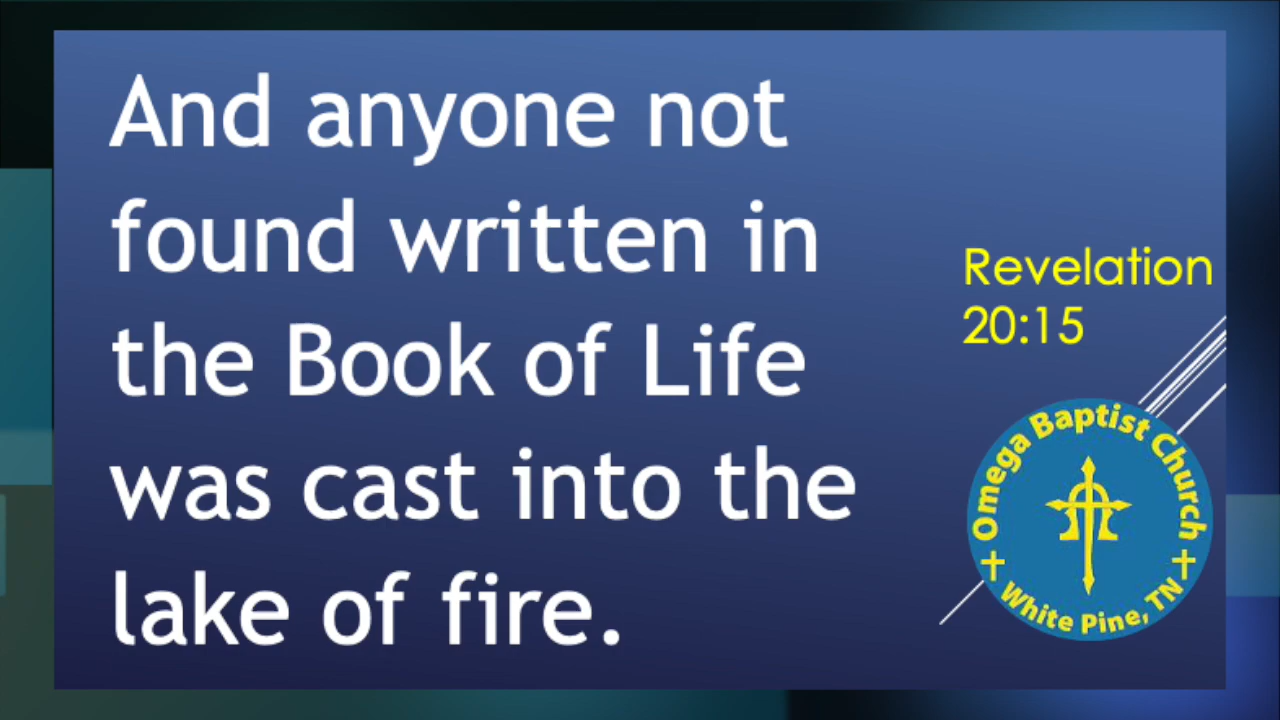 And anyone not
found written in
the Book of Life
was cast into the
lake of fire.
Revelation
20:15
Omega Baptist Church
White Pine, TN